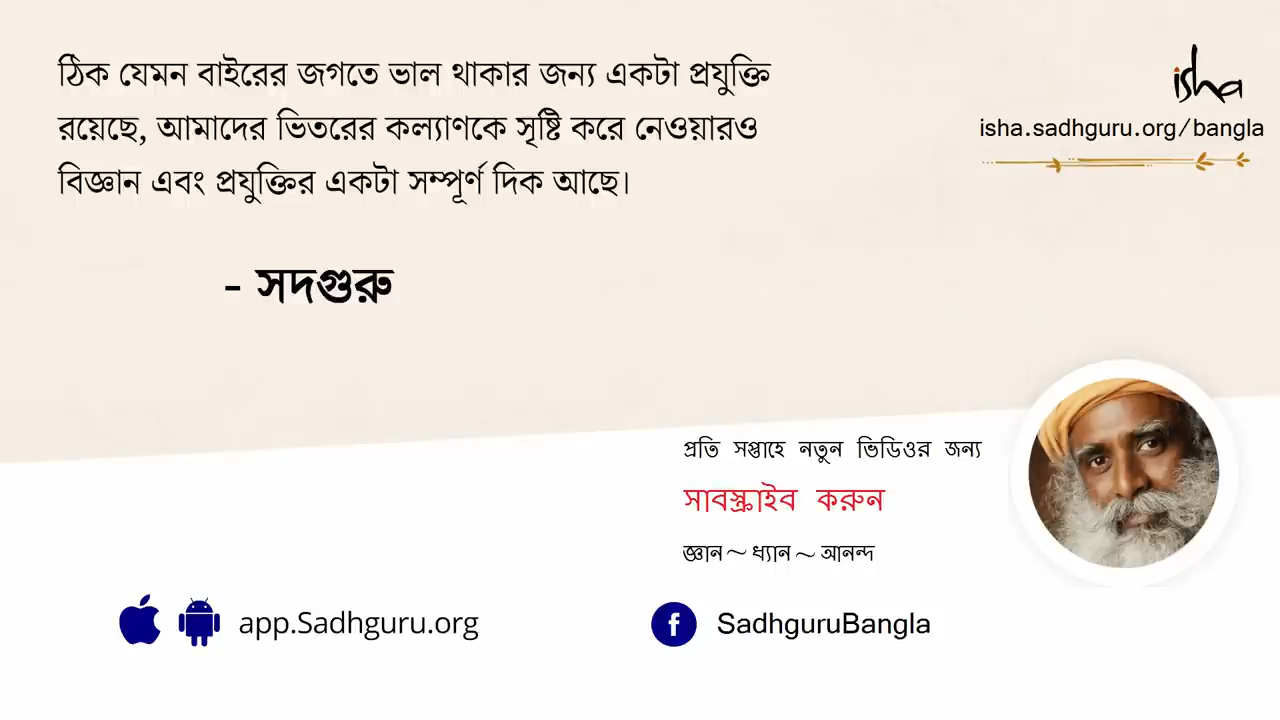 ঠিক যেমন বাইরের জগতে ভাল থাকার জন্য একটা প্রযুক্তি
রয়েছে, আমাদের ভিতরের কল্যাণকে সৃষ্টি করে নেওয়ারও
বিজ্ঞান এবং প্রযুক্তির একটা সম্পূর্ণ দিক আছে।
- সদগুরু
isha
isha.sadhguru.org/bangla
প্রতি সপ্তাহে নতুন ভিডিওর জন্য
সাবস্ক্রাইব করুন
জ্ঞান ~ ধ্যান ~ আনন্দ
app.Sadhguru.org
f SadhguruBangla